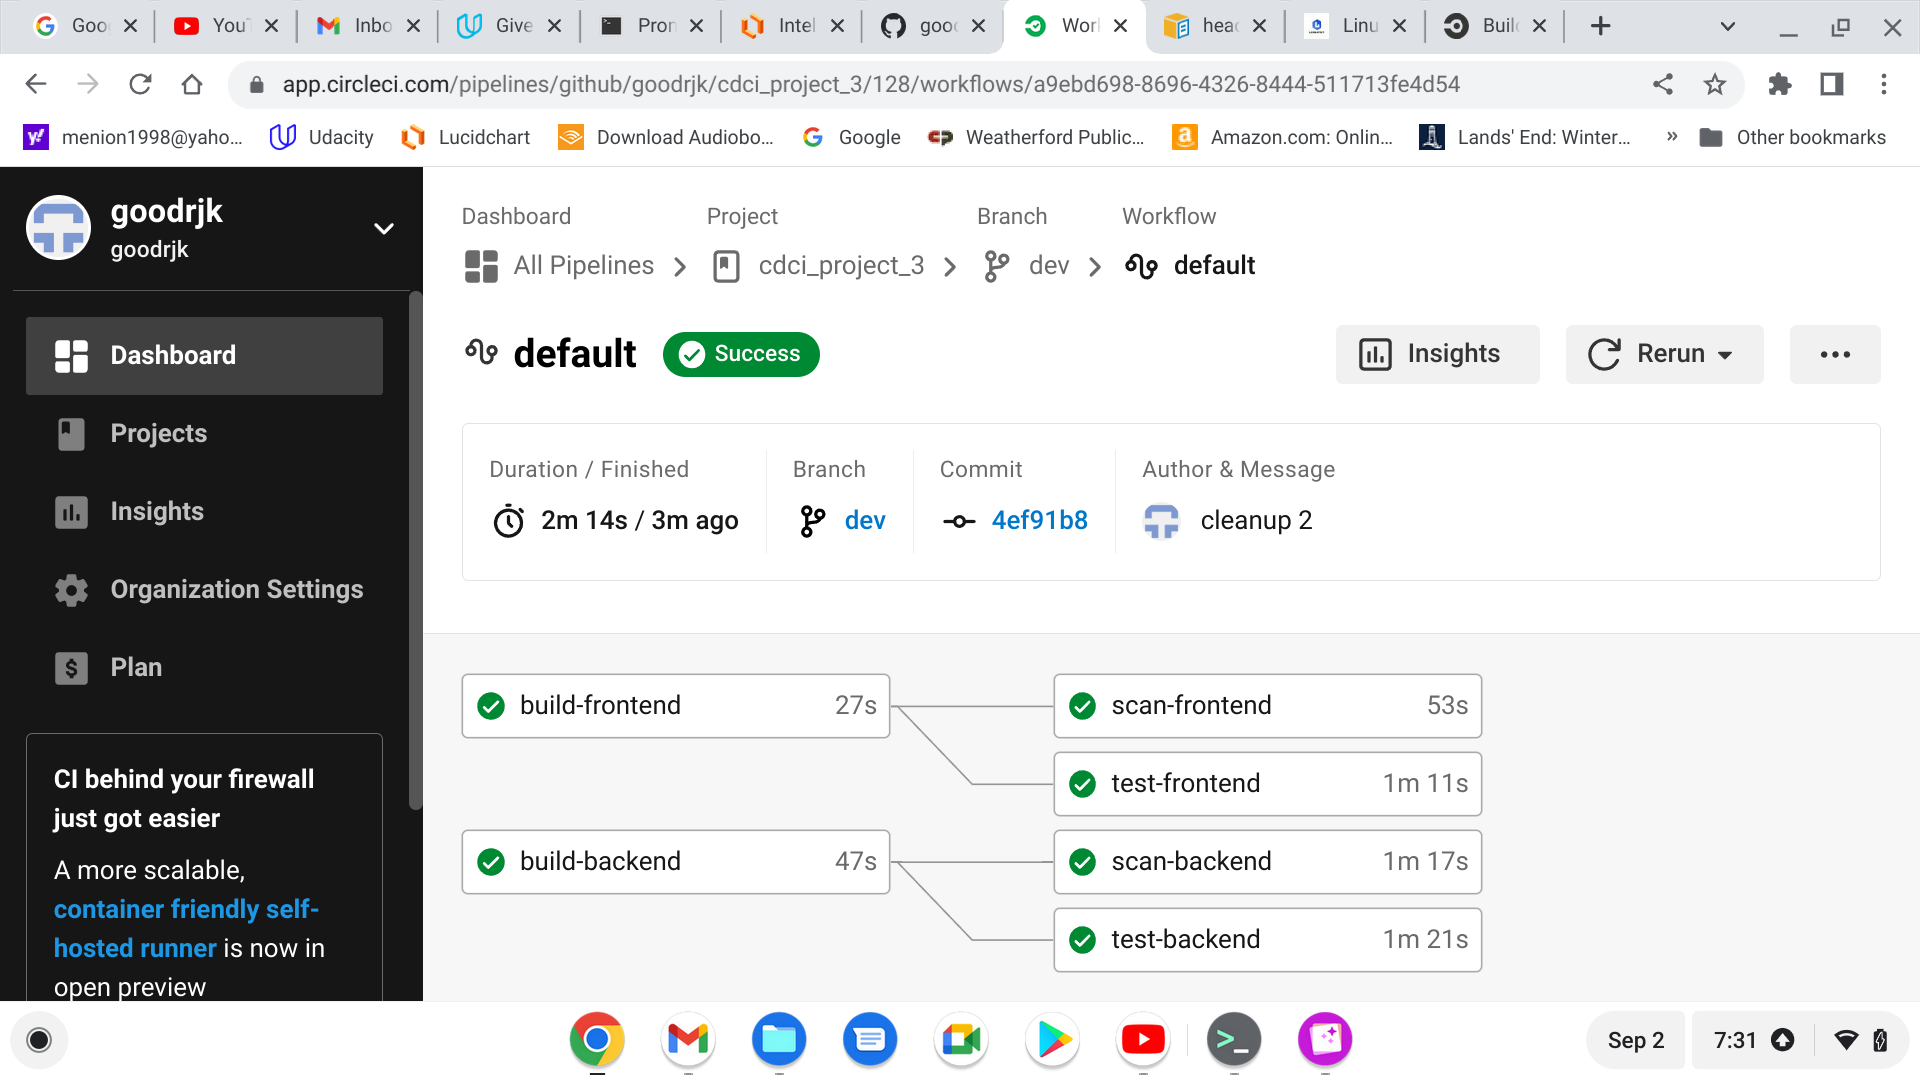 Goo
You
Inbo
Give
Pron
Intel
good
Worl
head
Linu
Build
app.circleci.com/pipelines/github/goodrjk/cdci_project_3/128/workflows/a9ebd698-8696-4326-8444-511713fe4d54
menion1998@yaho...
Udacity
Lucidchart
Download Audiobo...
Google
Weatherford Public...
Amazon.com: Onlin...
Lands' End: Winter...
»
Other bookmarks
goodrjk
goodrjk
Dashboard
Projects
Insights
Organization Settings
Plan
CI behind your firewall
just got easier
A more scalable,
container friendly self-
hosted runner is now in
open preview
Dashboard Project Branch Workflow
All Pipelines cdci_project_3 dev default
default Success
Insights Rerun
Duration / Finished
2m 14s / 3m ago
Branch
dev
Commit
4ef91b8
Author & Message
cleanup 2
build-frontend 27s
scan-frontend 53s
test-frontend 1m 11s
build-backend 47s
scan-backend 1m 17s
test-backend 1m 21s
Sep 2
7:31